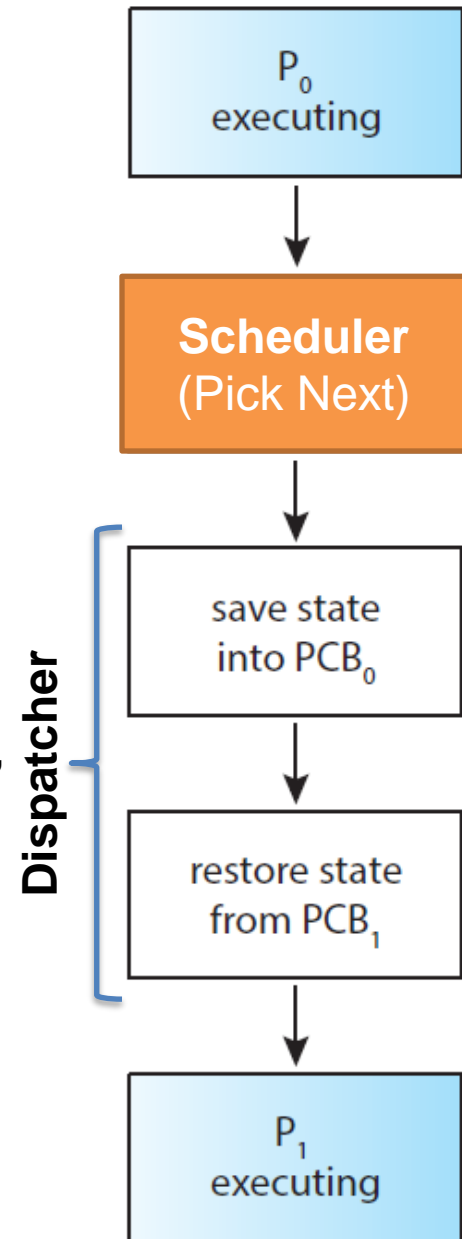 P₀
executing
Scheduler
(Pick Next)
Dispatcher
save state
into PCB₀
restore state
from PCB₁
P₁
executing